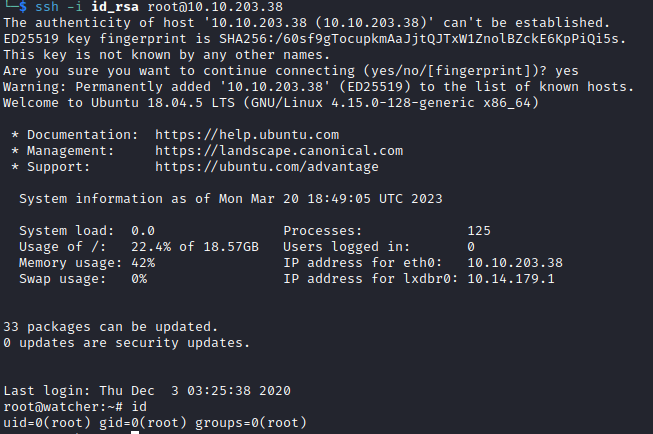 $ ssh -i id_rsa root@10.10.203.38
The authenticity of host '10.10.203.38 (10.10.203.38)' can't be established.
ED25519 key fingerprint is SHA256:/60sf9gTocupkmAaJjtQJTxW1ZnolBZckE6KpPiQi5s.
This key is not known by any other names.
Are you sure you want to continue connecting (yes/no/[fingerprint])? yes
Warning: Permanently added '10.10.203.38' (ED25519) to the list of known hosts.
Welcome to Ubuntu 18.04.5 LTS (GNU/Linux 4.15.0-128-generic x86_64)
* Documentation: https://help.ubuntu.com
* Management: https://landscape.canonical.com
* Support: https://ubuntu.com/advantage
System information as of Mon Mar 20 18:49:05 UTC 2023
System load: 0.0 Processes: 125
Usage of /: 22.4% of 18.57GB Users logged in: 0
Memory usage: 42% IP address for eth0: 10.10.203.38
Swap usage: 0% IP address for lxdbr0: 10.14.179.1
33 packages can be updated.
0 updates are security updates.
Last login: Thu Dec 3 03:25:38 2020
root@watcher:~# id
uid=0(root) gid=0(root) groups=0(root)